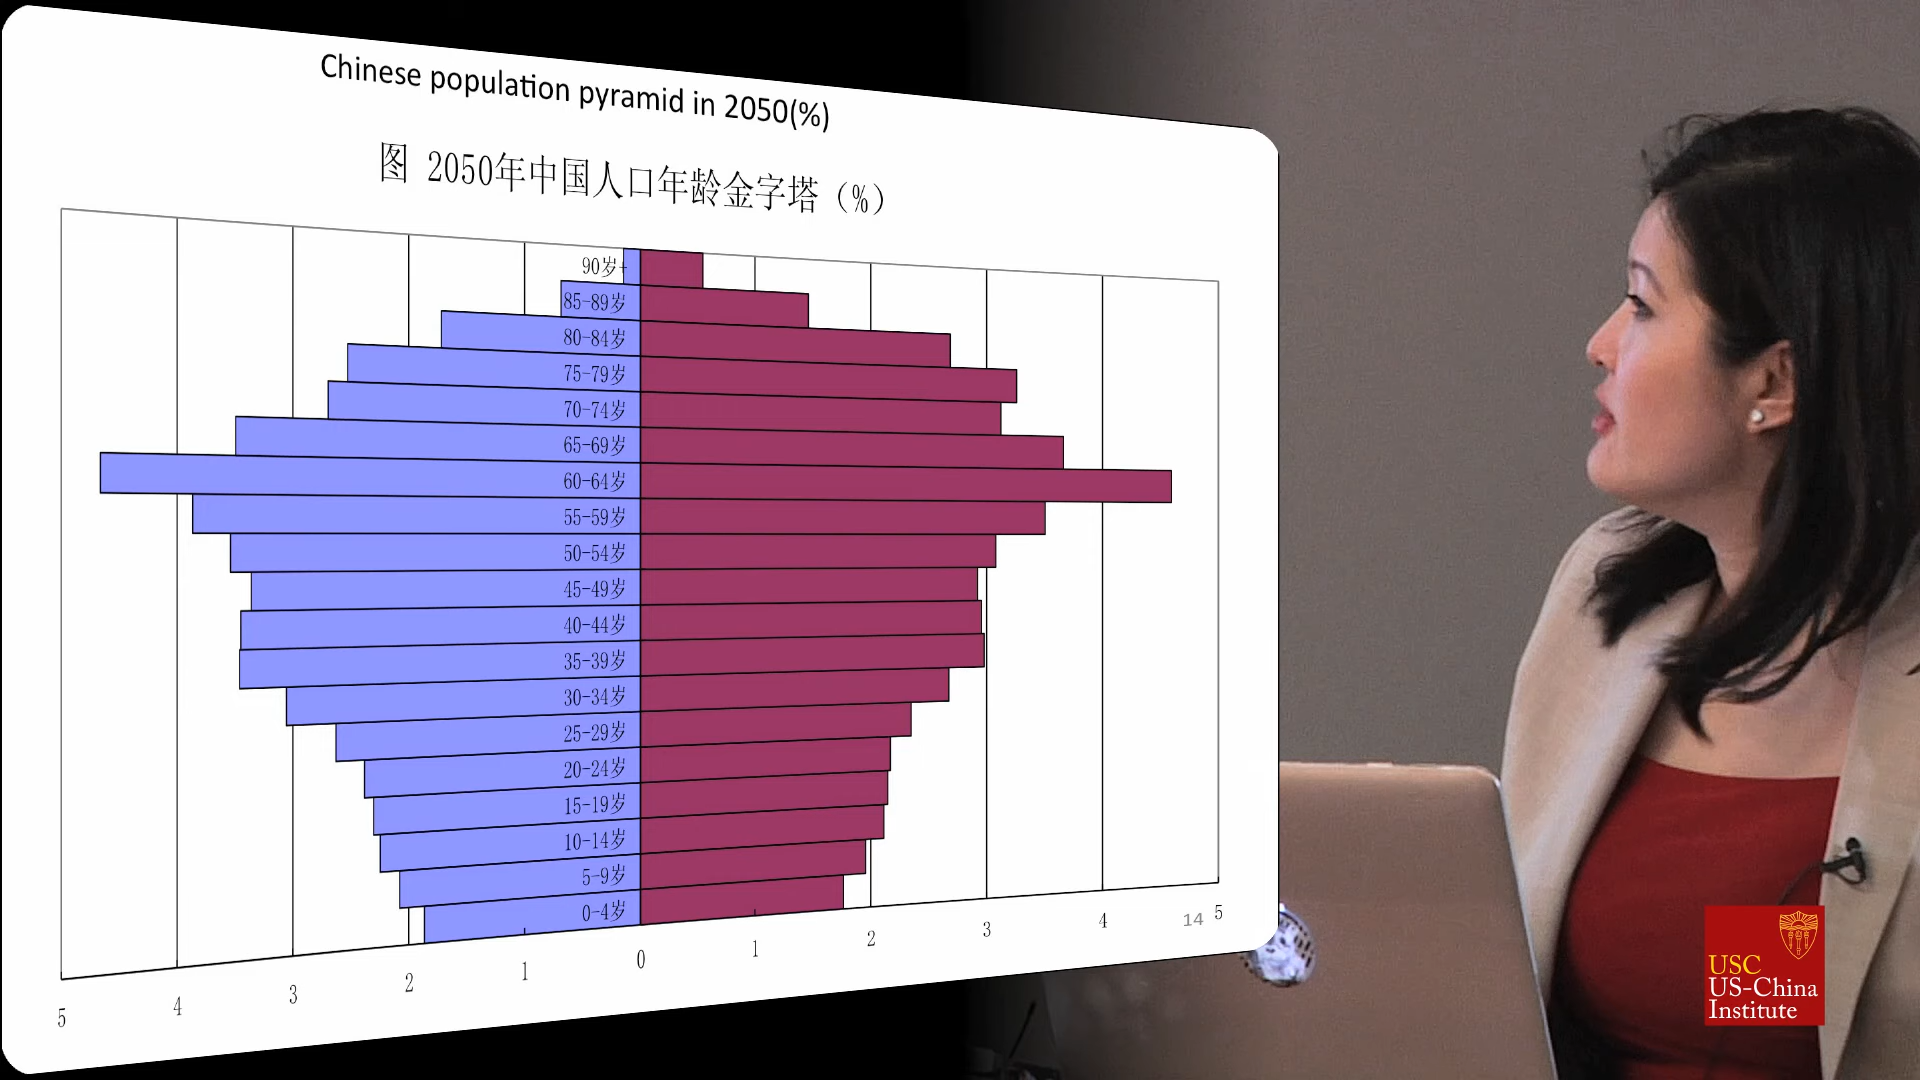 Chinese population pyramid in 2050(%)
图 2050年中国人口年龄金字塔（%）
90岁+
85-89岁
80-84岁
75-79岁
70-74岁
65-69岁
60-64岁
55-59岁
50-54岁
45-49岁
40-44岁
35-39岁
30-34岁
25-29岁
20-24岁
15-19岁
10-14岁
5-9岁
0-4岁
5 4 3 2 1 0 1 2 3 4 5
14
USC
US-China
Institute